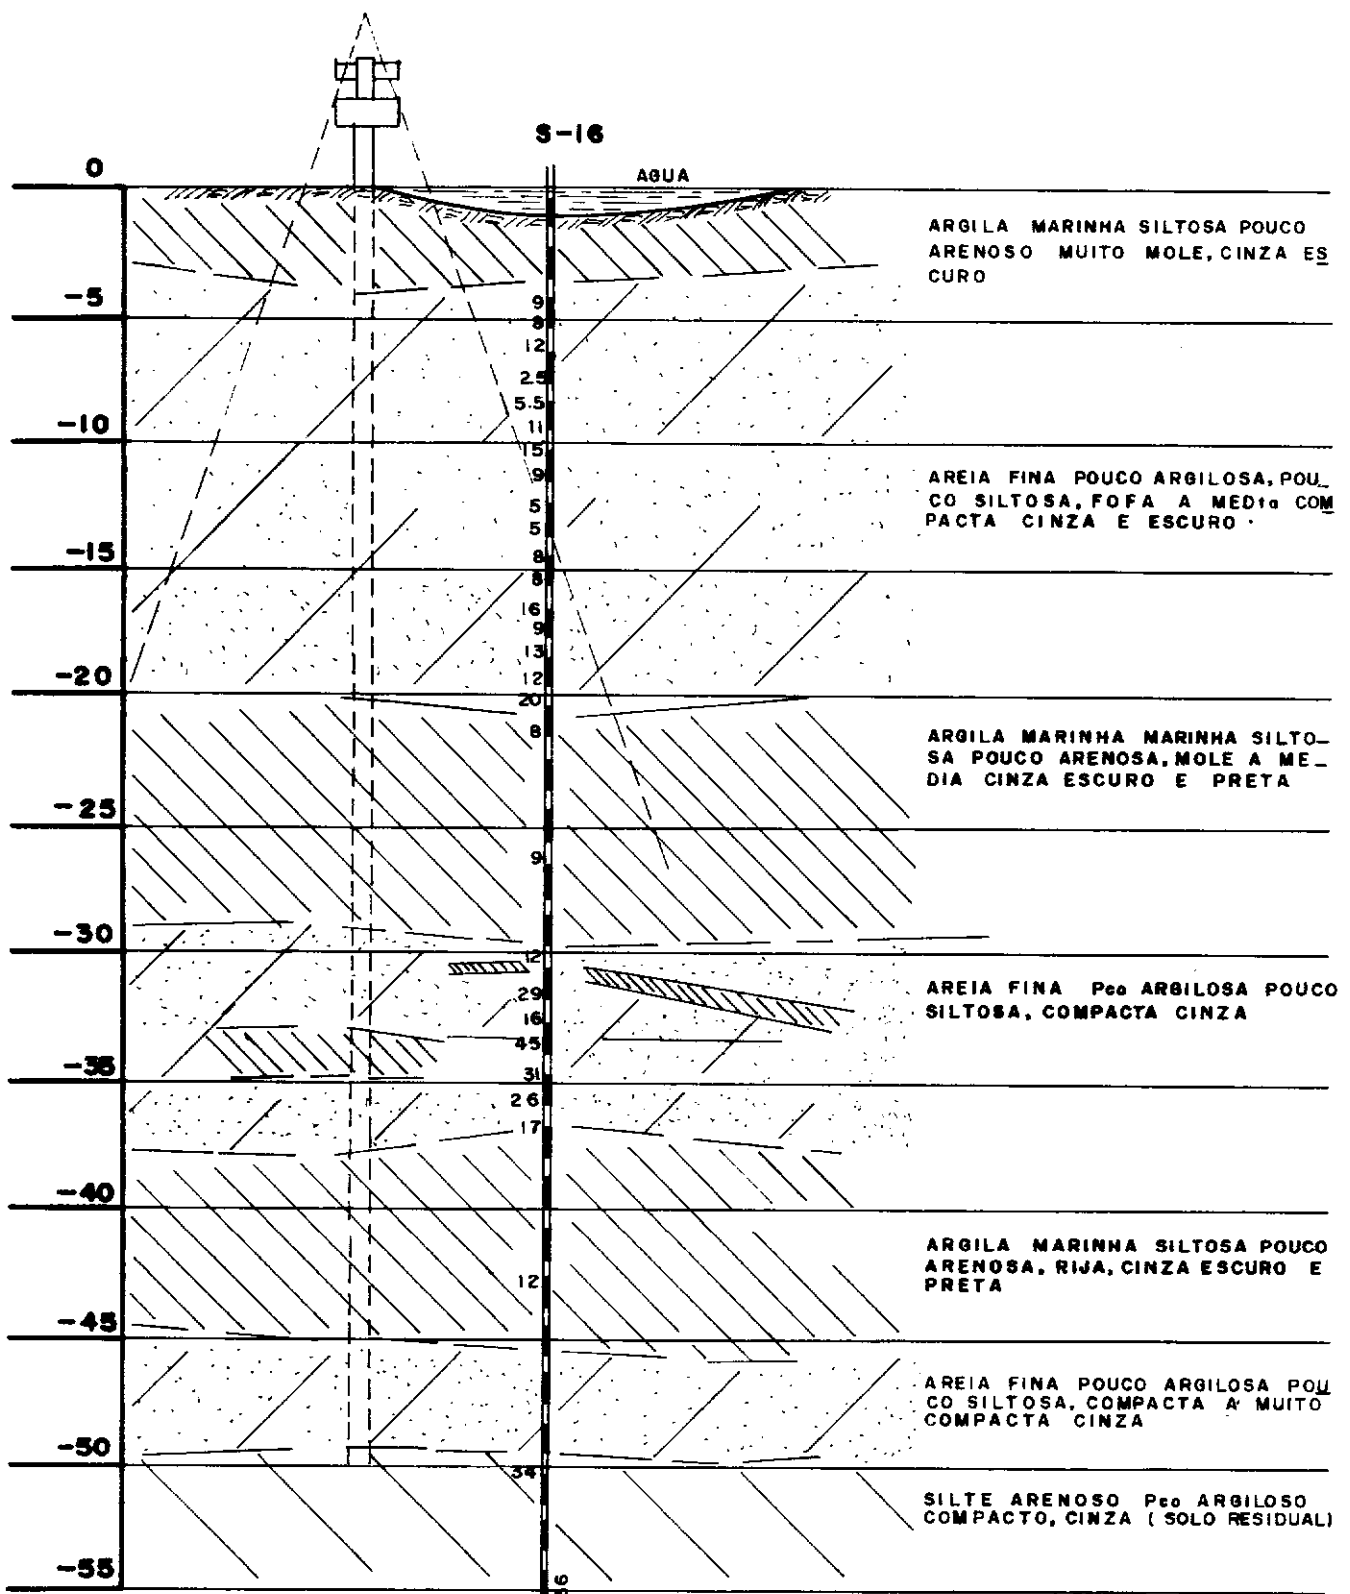 S-16
0
AGUA
ARGILA MARINHA SILTOSA POUCO
ARENOSO MUITO MOLE, CINZA ES
CURO
-5
9
8
12
2.5
5.5
11
-10
15
9
5
5
8
AREIA FINA POUCO ARGILOSA, POU_
CO SILTOSA, FOFA A MEDIA COM
PACTA CINZA E ESCURO .
-15
8
16
9
13
12
-20
20
8
ARGILA MARINHA MARINHA SILTO_
SA POUCO ARENOSA, MOLE A ME_
DIA CINZA ESCURO E PRETA
-25
9
-30
12
29
16
45
31
AREIA FINA Pco ARGILOSA POUCO
SILTOSA, COMPACTA CINZA
-35
26
17
-40
12
ARGILA MARINHA SILTOSA POUCO
ARENOSA, RIJA, CINZA ESCURO E
PRETA
-45
AREIA FINA POUCO ARGILOSA POU
CO SILTOSA, COMPACTA A MUITO
COMPACTA CINZA
-50
34
SILTE ARENOSO Pco ARGILOSO
COMPACTO, CINZA ( SOLO RESIDUAL)
-55